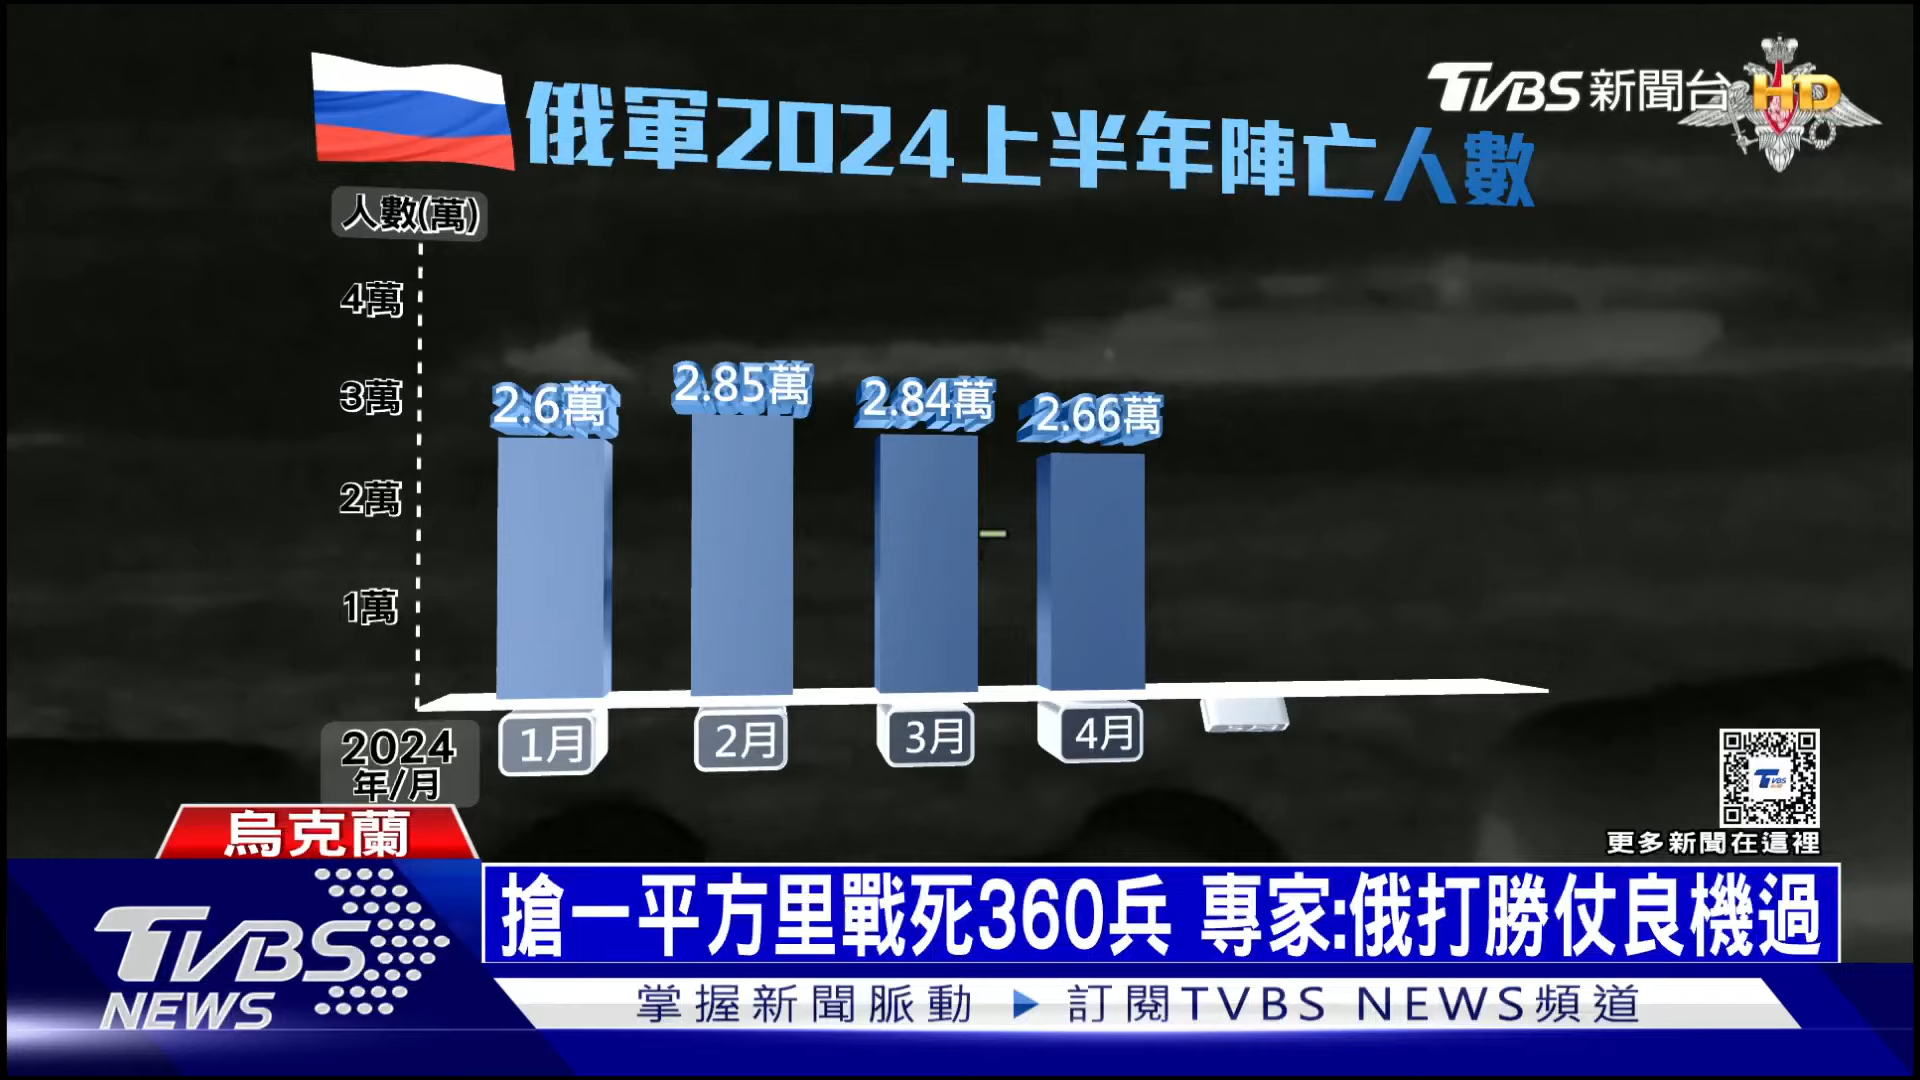 俄軍2024上半年陣亡人數
TVBS新聞台
HD
人數(萬)
4萬
3萬
2萬
1萬
2.6萬
2.85萬
2.84萬
2.66萬
1月
2月
3月
4月
2024
年/月
TVBS
更多新聞在這裡
烏克蘭
搶一平方里戰死360兵 專家:俄打勝仗良機過
TVBS
NEWS
掌握新聞脈動 ▶ 訂閱TVBS NEWS頻道